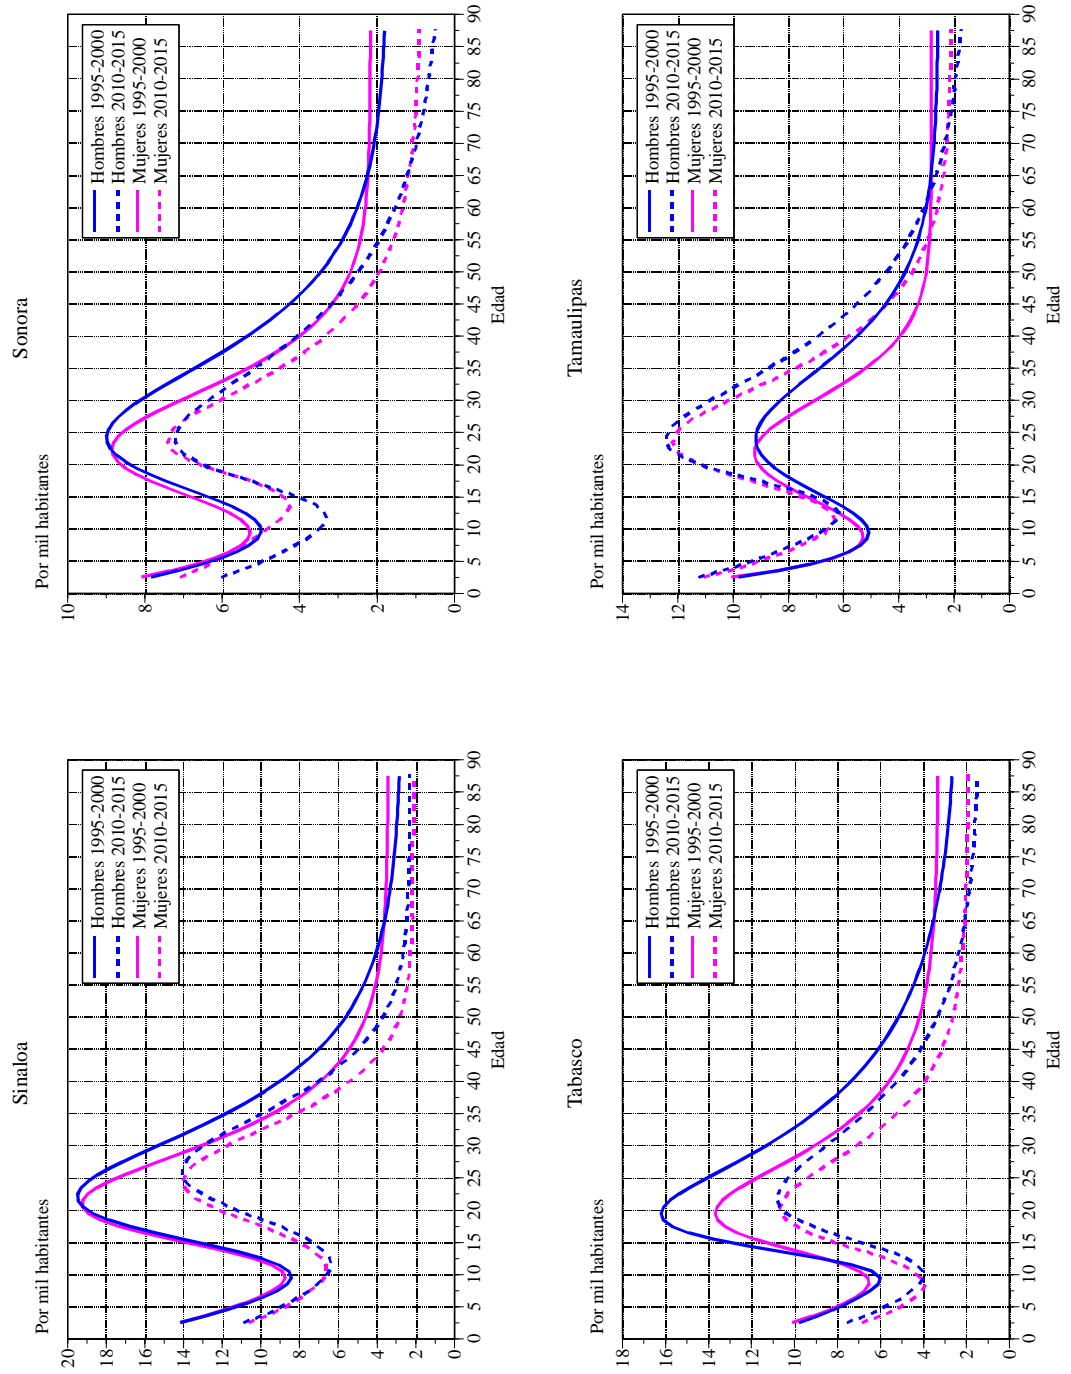 Sinaloa
Por mil habitantes
20
18
16
14
12
10
8
6
4
2
0
Hombres 1995-2000
Hombres 2010-2015
Mujeres 1995-2000
Mujeres 2010-2015
0 5 10 15 20 25 30 35 40 45 50 55 60 65 70 75 80 85 90
Edad
Sonora
Por mil habitantes
10
8
6
4
2
0
Hombres 1995-2000
Hombres 2010-2015
Mujeres 1995-2000
Mujeres 2010-2015
0 5 10 15 20 25 30 35 40 45 50 55 60 65 70 75 80 85 90
Edad
Tabasco
Por mil habitantes
18
16
14
12
10
8
6
4
2
0
Hombres 1995-2000
Hombres 2010-2015
Mujeres 1995-2000
Mujeres 2010-2015
0 5 10 15 20 25 30 35 40 45 50 55 60 65 70 75 80 85 90
Edad
Tamaulipas
Por mil habitantes
14
12
10
8
6
4
2
0
Hombres 1995-2000
Hombres 2010-2015
Mujeres 1995-2000
Mujeres 2010-2015
0 5 10 15 20 25 30 35 40 45 50 55 60 65 70 75 80 85 90
Edad